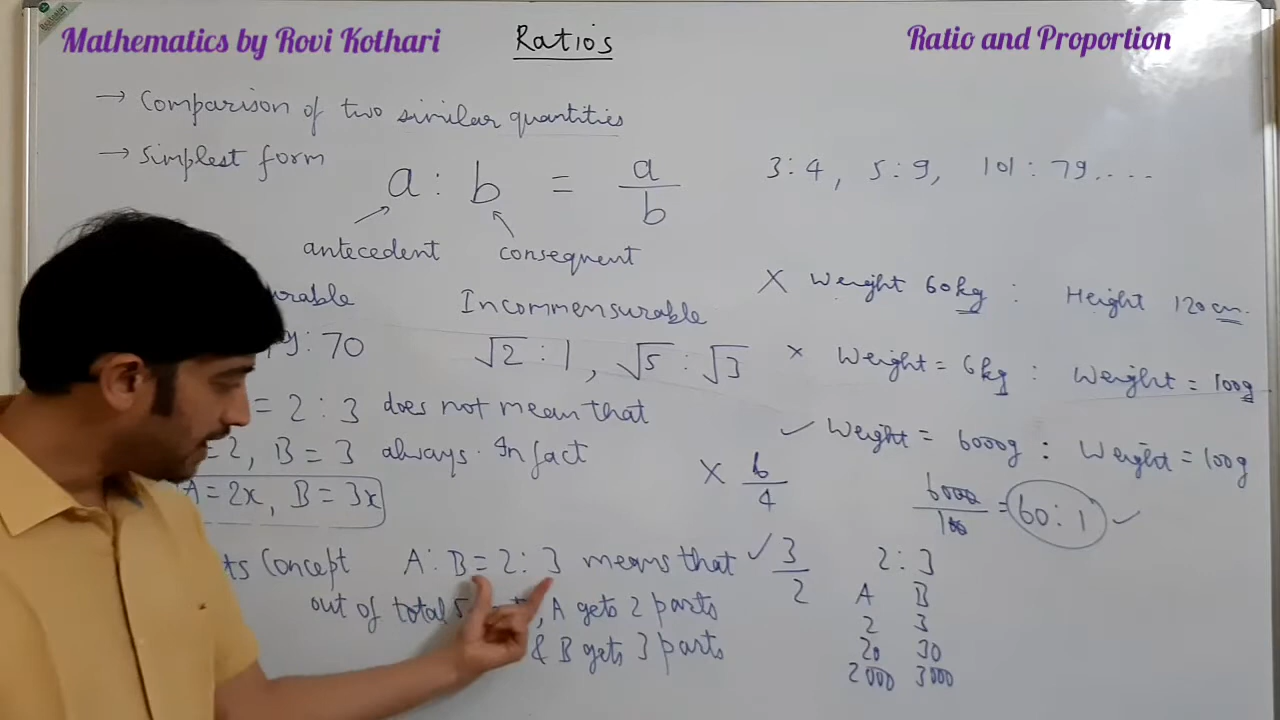 Mathematics by Rovi Kothari
Ratios
Ratio and Proportion
→ Comparison of two similar quantities
→ Simplest form
a : b = a/b
3:4, 5:9, 101:79....
antecedent
consequent
Incommensurable
70
√2 : 1, √5 : √3
X Weight 60kg : Height 120cm.
× Weight = 6kg : Weight = 100g
✓ Weight = 6000g : Weight = 100g
= 2 : 3 does not mean that
=2, B = 3 always. In fact
A=2x, B=3x
X 6/4
6000/100 = 60:1 ✓
✓ 3/2
Concept A:B=2:3 means that
out of total 5, A gets 2 parts
& B gets 3 parts
2:3
A B
2 3
20 30
2000 3000